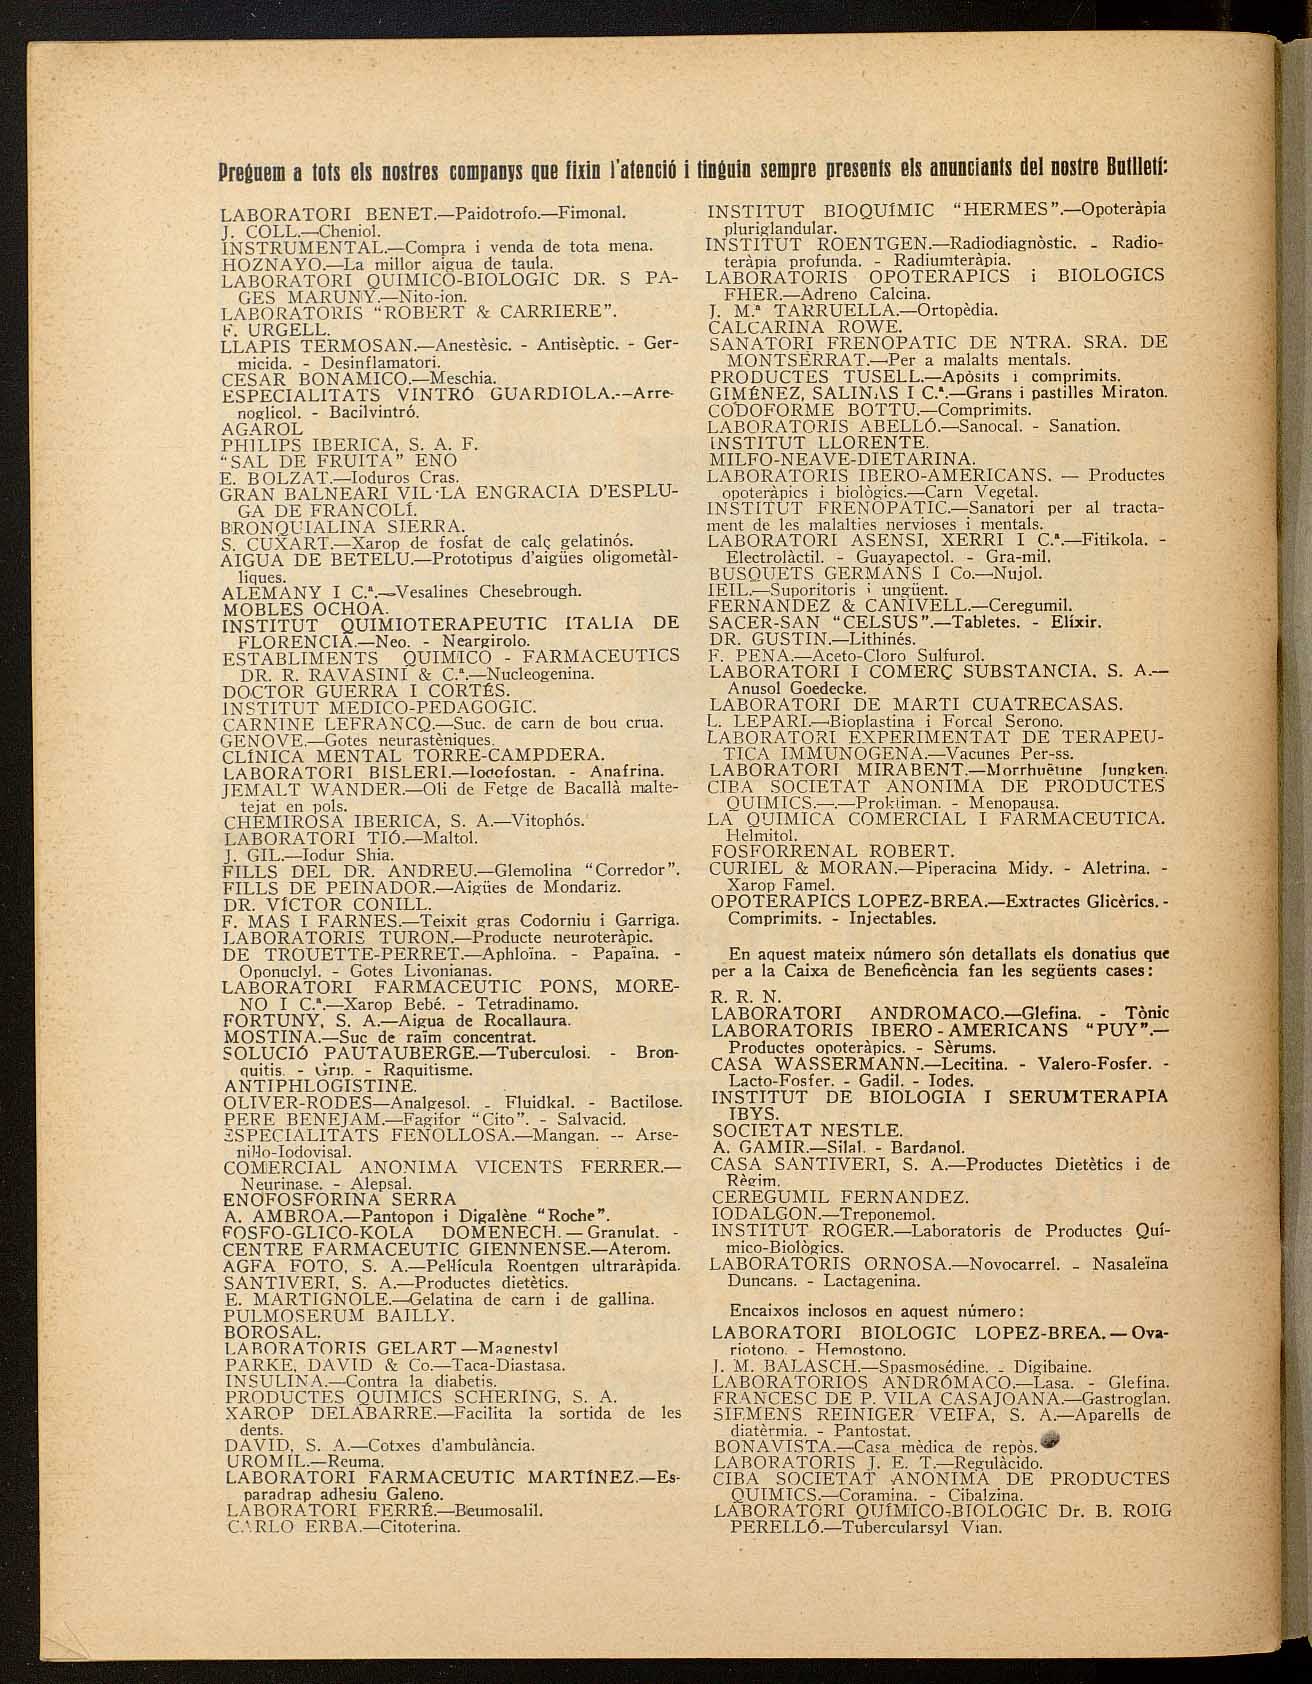 Preguem a tots els nostres companys que fixin l'atenció i tinguin sempre presents els anunciants del nostre Butlletí:
LABORATORI BENET.—Paidotrofo.—Fimonal.
J. COLL.—Cheniol.
INSTRUMENTAL.—Compra i venda de tota mena.
HOZNAYO.—La millor aigua de taula.
LABORATORI QUIMICO-BIOLOGIC DR. S PA-
GES MARUNY.—Nito-ion.
LABORATORIS "ROBERT & CARRIERE".
F. URGELL.
LLAPIS TERMOSAN.—Anestèsic. - Antisèptic. - Ger-
micida. - Desinflamatori.
CESAR BONAMICO.—Meschia.
ESPECIALITATS VINTRÓ GUARDIOLA.--Arre-
noglicol. - Bacilvintró.
AGAROL
PHILIPS IBERICA, S. A. F.
"SAL DE FRUITA" ENO
E. BOLZAT.—Ioduros Cras.
GRAN BALNEARI VIL·LA ENGRACIA D'ESPLU-
GA DE FRANCOLÍ.
BRONQUIALINA SIERRA.
S. CUXART.—Xarop de fosfat de calç gelatinós.
AIGUA DE BETELU.—Prototipus d'aigües oligometàl-
liques.
ALEMANY I C.ª.—Vesalines Chesebrough.
MOBLES OCHOA.
INSTITUT QUIMIOTERAPEUTIC ITALIA DE
FLORENCIA.—Neo. - Neargirolo.
ESTABLIMENTS QUIMICO - FARMACEUTICS
DR. R. RAVASINI & C.ª.—Nucleogenina.
DOCTOR GUERRA I CORTÉS.
INSTITUT MEDICO-PEDAGOGIC.
CARNINE LEFRANCQ.—Suc. de carn de bou crua.
GENOVE.—Gotes neurastèniques.
CLÍNICA MENTAL TORRE-CAMPDERA.
LABORATORI BISLERI.—Iodofostan. - Anafrina.
JEMALT WANDER.—Oli de Fetge de Bacallà malte-
tejat en pols.
CHEMIROSA IBERICA, S. A.—Vitophós.
LABORATORI TIÓ.—Maltol.
J. GIL.—Iodur Shia.
FILLS DEL DR. ANDREU.—Glemolina "Corredor".
FILLS DE PEINADOR.—Aigües de Mondariz.
DR. VÍCTOR CONILL.
F. MAS I FARNES.—Teixit gras Codorniu i Garriga.
LABORATORIS TURON.—Producte neuroteràpic.
DE TROUETTE-PERRET.—Aphloïna. - Papaïna. -
Oponuclyl. - Gotes Livonianas.
LABORATORI FARMACEUTIC PONS, MORE-
NO I C.ª.—Xarop Bebé. - Tetradinamo.
FORTUNY, S. A.—Aigua de Rocallaura.
MOSTINA.—Suc de raïm concentrat.
SOLUCIÓ PAUTAUBERGE.—Tuberculosi. - Bron-
quitis. - Grip. - Raquitisme.
ANTIPHLOGISTINE.
OLIVER-RODES—Analgesol. - Fluidkal. - Bactilose.
PERE BENEJAM.—Fagifor "Cito". - Salvacid.
ESPECIALITATS FENOLLOSA.—Mangan. -- Arse-
nil·lo-Iodovisal.
COMERCIAL ANONIMA VICENTS FERRER.—
Neurinase. - Alepsal.
ENOFOSFORINA SERRA
A. AMBROA.—Pantopon i Digalène "Roche".
FOSFO-GLICO-KOLA DOMENECH.—Granulat. -
CENTRE FARMACEUTIC GIENNENSE.—Aterom.
AGFA FOTO, S. A.—Pel·lícula Roentgen ultraràpida.
SANTIVERI, S. A.—Productes dietètics.
E. MARTIGNOLE.—Gelatina de carn i de gallina.
PULMOSERUM BAILLY.
BOROSAL.
LABORATORIS GELART—Magnestyl
PARKE, DAVID & Co.—Taca-Diastasa.
INSULINA.—Contra la diabetis.
PRODUCTES QUIMICS SCHERING, S. A.
XAROP DELABARRE.—Facilita la sortida de les
dents.
DAVID, S. A.—Cotxes d'ambulància.
UROMIL.—Reuma.
LABORATORI FARMACEUTIC MARTÍNEZ.—Es-
paradrap adhesiu Galeno.
LABORATORI FERRÉ.—Beumosalil.
CARLO ERBA.—Citoterina.
INSTITUT BIOQUÍMIC "HERMES".—Opoteràpia
pluriglandular.
INSTITUT ROENTGEN.—Radiodiagnòstic. - Radio-
teràpia profunda. - Radiumteràpia.
LABORATORIS OPOTERAPICS i BIOLOGICS
FHER.—Adreno Calcina.
J. M.ª TARRUELLA.—Ortopèdia.
CALCARINA ROWE.
SANATORI FRENOPATIC DE NTRA. SRA. DE
MONTSERRAT.—Per a malalts mentals.
PRODUCTES TUSELL.—Apòsits i comprimits.
GIMÉNEZ, SALINAS I C.ª.—Grans i pastilles Miraton.
CODOFORME BOTTU.—Comprimits.
LABORATORIS ABELLÓ.—Sanocal. - Sanation.
INSTITUT LLORENTE.
MILFO-NEAVE-DIETARINA.
LABORATORIS IBERO-AMERICANS. — Productes
opoteràpics i biològics.—Carn Vegetal.
INSTITUT FRENOPATIC.—Sanatori per al tracta-
ment de les malalties nervioses i mentals.
LABORATORI ASENSI, XERRI I C.ª.—Fitikola. -
Electrolàctil. - Guayapectol. - Gra-mil.
BUSQUETS GERMANS I Co.—Nujol.
IEIL.—Suporitoris i ungüent.
FERNANDEZ & CANIVELL.—Ceregumil.
SACER-SAN "CELSUS".—Tabletes. - Elíxir.
DR. GUSTIN.—Lithinés.
F. PENA.—Aceto-Cloro Sulfurol.
LABORATORI I COMERÇ SUBSTANCIA, S. A.—
Anusol Goedecke.
LABORATORI DE MARTI CUATRECASAS.
L. LEPARI.—Bioplastina i Forcal Serono.
LABORATORI EXPERIMENTAT DE TERAPEU-
TICA IMMUNOGENA.—Vacunes Per-ss.
LABORATORI MIRABENT.—Morrhuëtine Jungken.
CIBA SOCIETAT ANONIMA DE PRODUCTES
QUIMICS.—.—Prokliman. - Menopausa.
LA QUIMICA COMERCIAL I FARMACEUTICA.
Helmitol.
FOSFORRENAL ROBERT.
CURIEL & MORAN.—Piperacina Midy. - Aletrina. -
Xarop Famel.
OPOTERAPICS LOPEZ-BREA.—Extractes Glicèrics. -
Comprimits. - Injectables.
En aquest mateix número són detallats els donatius que
per a la Caixa de Beneficència fan les següents cases:
R. R. N.
LABORATORI ANDROMACO.—Glefina. - Tònic
LABORATORIS IBERO-AMERICANS "PUY".—
Productes opoteràpics. - Sèrums.
CASA WASSERMANN.—Lecitina. - Valero-Fosfer. -
Lacto-Fosfer. - Gadil. - Iodes.
INSTITUT DE BIOLOGIA I SERUMTERAPIA
IBYS.
SOCIETAT NESTLE.
A. GAMIR.—Silal. - Bardanol.
CASA SANTIVERI, S. A.—Productes Dietètics i de
Règim.
CEREGUMIL FERNANDEZ.
IODALGON.—Treponemol.
INSTITUT ROGER.—Laboratoris de Productes Quí-
mico-Biològics.
LABORATORIS ORNOSA.—Novocarrel. - Nasaleïna
Duncans. - Lactagenina.
Encaixos inclosos en aquest número:
LABORATORI BIOLOGIC LOPEZ-BREA.—Ova-
riotono. - Hemostono.
J. M. BALASCH.—Spasmosédine. - Digibaine.
LABORATORIOS ANDRÓMACO.—Lasa. - Glefina.
FRANCESC DE P. VILA CASAJOANA.—Gastroglan.
SIEMENS REINIGER VEIFA, S. A.—Aparells de
diatèrmia. - Pantostat.
BONAVISTA.—Casa mèdica de repòs.
LABORATORIS J. E. T.—Regulàcido.
CIBA SOCIETAT ANONIMA DE PRODUCTES
QUIMICS.—Coramina. - Cibalzina.
LABORATORI QUÍMICO-BIOLOGIC Dr. B. ROIG
PERELLÓ.—Tubercularsyl Vian.